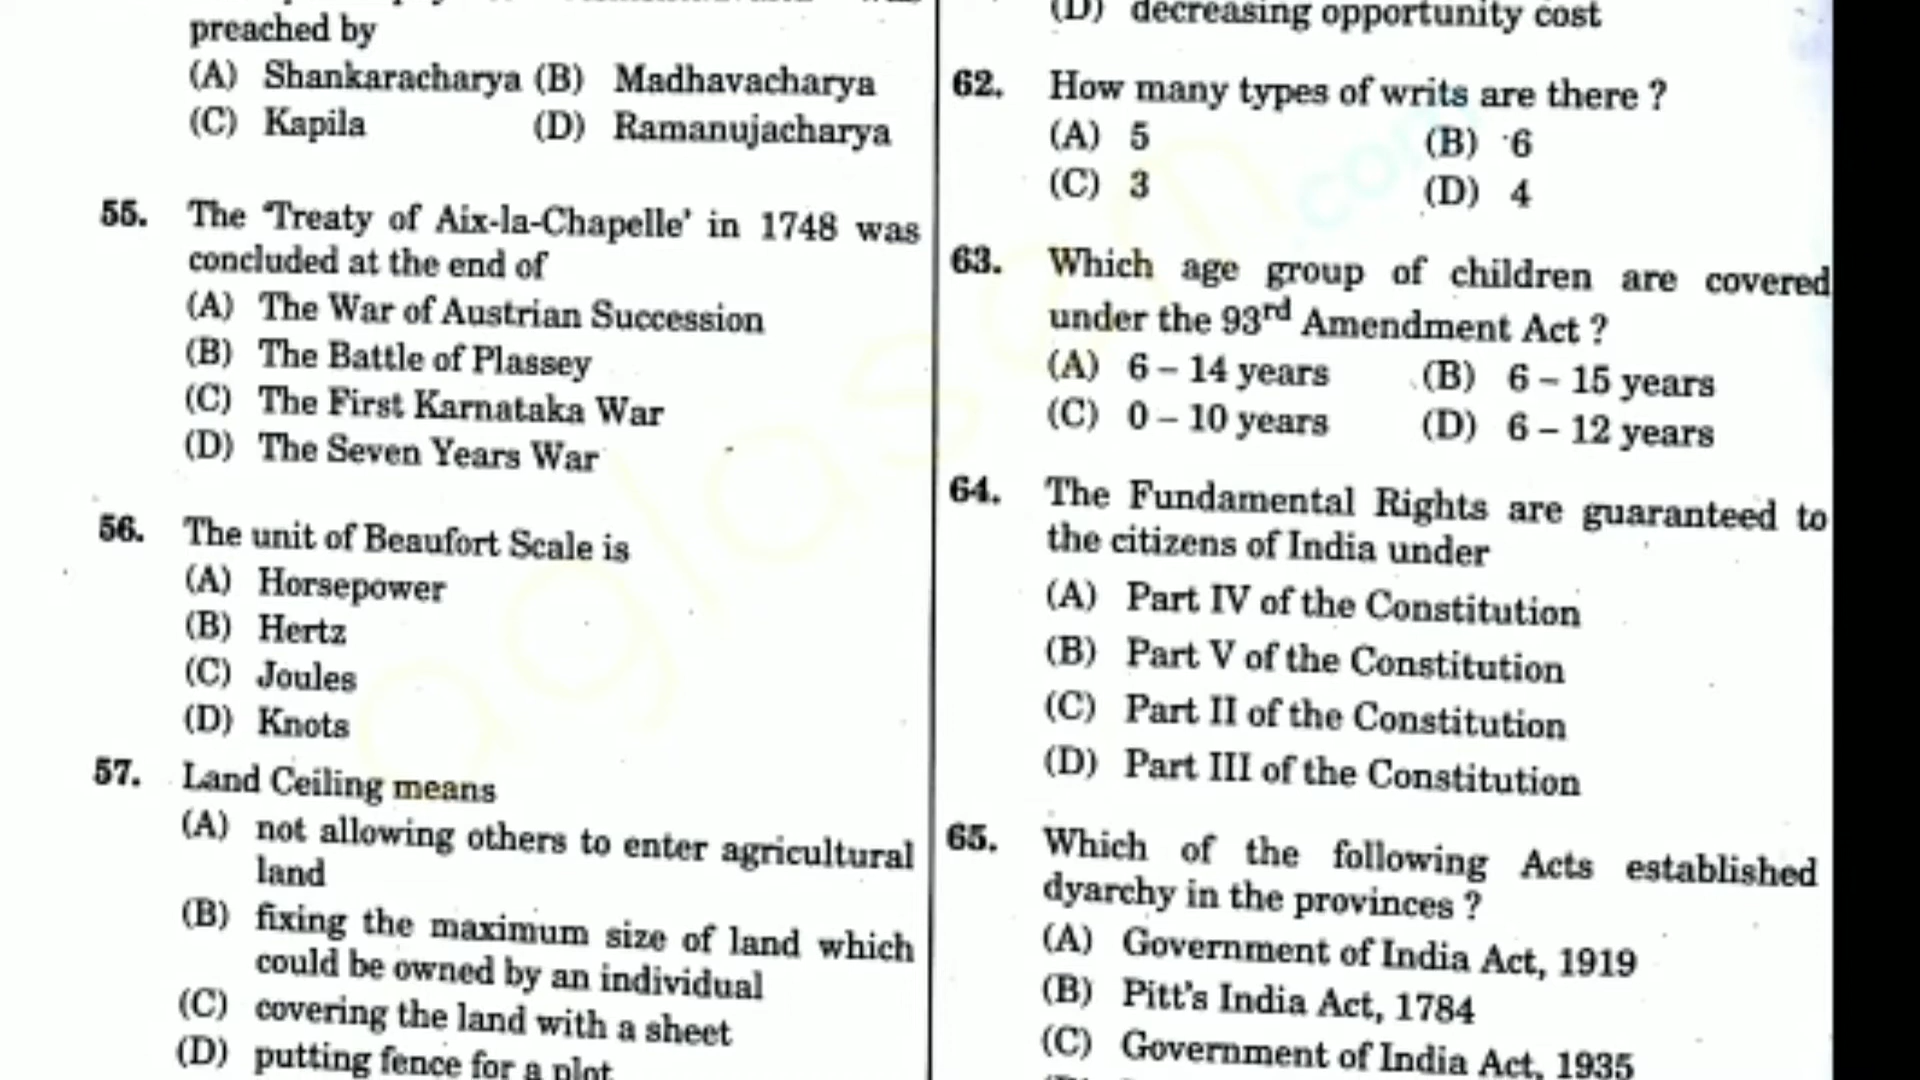 preached by
(A) Shankaracharya (B) Madhavacharya
(C) Kapila (D) Ramanujacharya
55. The 'Treaty of Aix-la-Chapelle' in 1748 was
concluded at the end of
(A) The War of Austrian Succession
(B) The Battle of Plassey
(C) The First Karnataka War
(D) The Seven Years War
56. The unit of Beaufort Scale is
(A) Horsepower
(B) Hertz
(C) Joules
(D) Knots
57. Land Ceiling means
(A) not allowing others to enter agricultural
land
(B) fixing the maximum size of land which
could be owned by an individual
(C) covering the land with a sheet
(D) putting fence for a plot
(D) decreasing opportunity cost
62. How many types of writs are there ?
(A) 5 (B) 6
(C) 3 (D) 4
63. Which age group of children are covered
under the 93rd Amendment Act ?
(A) 6 – 14 years (B) 6 – 15 years
(C) 0 – 10 years (D) 6 – 12 years
64. The Fundamental Rights are guaranteed to
the citizens of India under
(A) Part IV of the Constitution
(B) Part V of the Constitution
(C) Part II of the Constitution
(D) Part III of the Constitution
65. Which of the following Acts established
dyarchy in the provinces ?
(A) Government of India Act, 1919
(B) Pitt's India Act, 1784
(C) Government of India Act, 1935